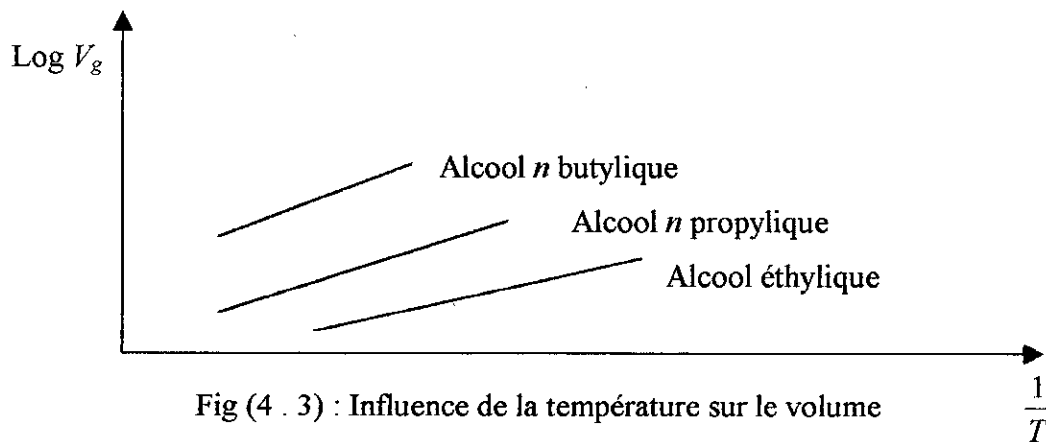 Log Vg
Alcool n butylique
Alcool n propylique
Alcool éthylique
Fig (4 . 3) : Influence de la température sur le volume
1
T